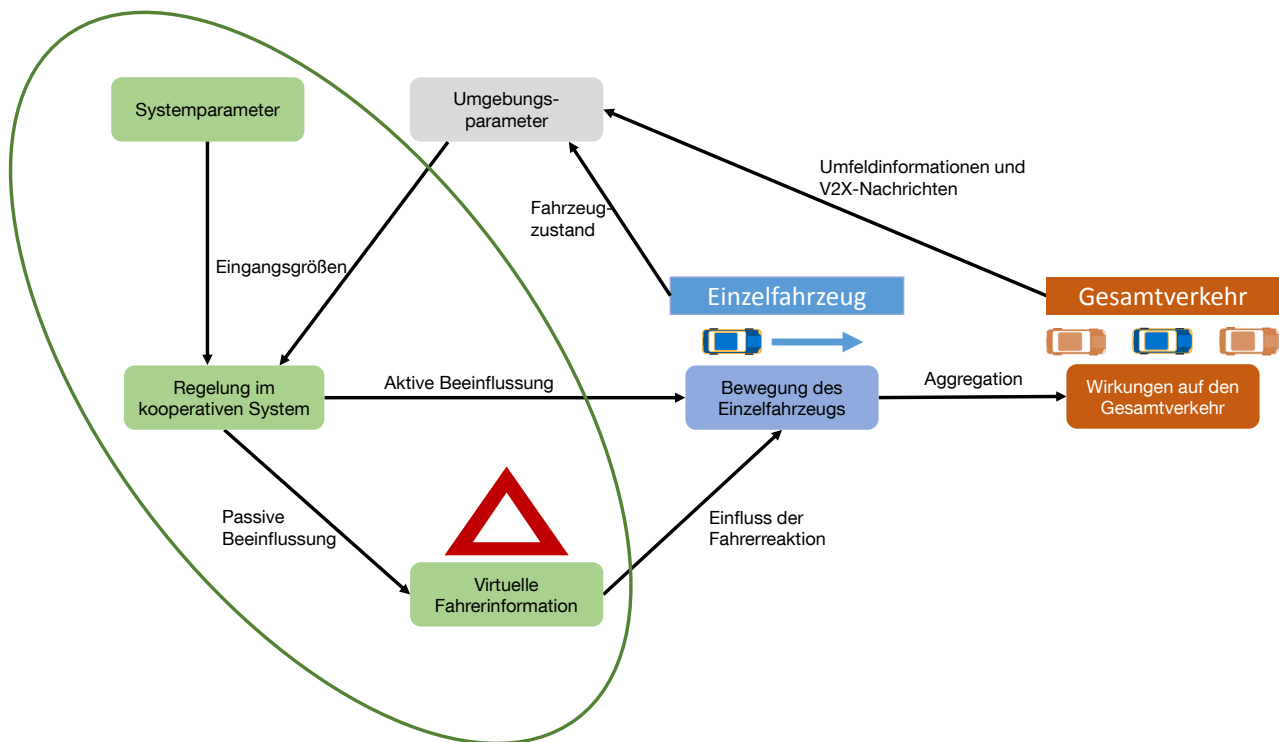 Systemparameter
Umgebungs-
parameter
Umfeldinformationen und
V2X-Nachrichten
Fahrzeug-
zustand
Eingangsgrößen
Einzelfahrzeug
Gesamtverkehr
Regelung im
kooperativen System
Aktive Beeinflussung
Bewegung des
Einzelfahrzeugs
Aggregation
Wirkungen auf den
Gesamtverkehr
Passive
Beeinflussung
Einfluss der
Fahrerreaktion
Virtuelle
Fahrerinformation